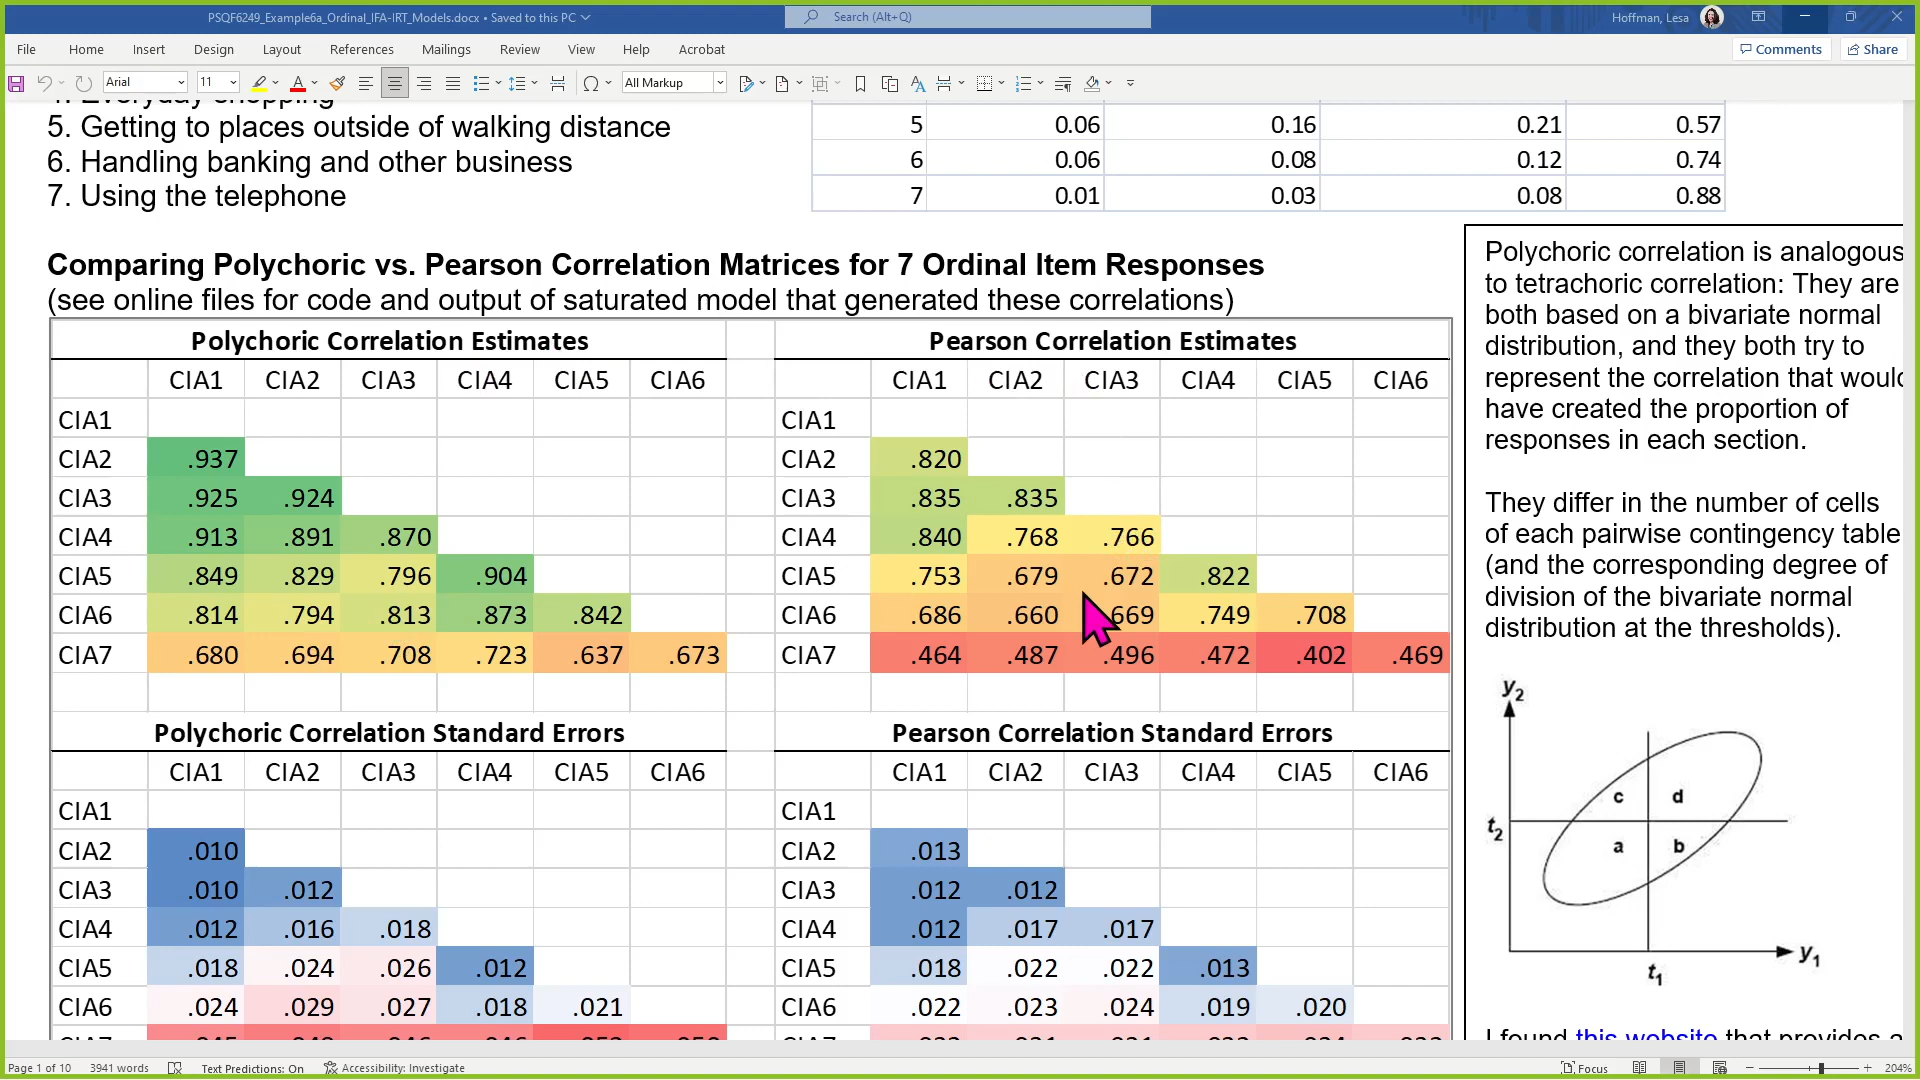 PSQF6249_Example6a_Ordinal_IFA-IRT_Models.docx • Saved to this PC
Search (Alt+Q)
Hoffman, Lesa
File Home Insert Design Layout References Mailings Review View Help Acrobat
Comments Share
Arial 11 All Markup
4. Everyday shopping
5. Getting to places outside of walking distance
6. Handling banking and other business
7. Using the telephone
5 0.06 0.16 0.21 0.57
6 0.06 0.08 0.12 0.74
7 0.01 0.03 0.08 0.88
Comparing Polychoric vs. Pearson Correlation Matrices for 7 Ordinal Item Responses
(see online files for code and output of saturated model that generated these correlations)
Polychoric Correlation Estimates
CIA1 CIA2 CIA3 CIA4 CIA5 CIA6
CIA1
CIA2 .937
CIA3 .925 .924
CIA4 .913 .891 .870
CIA5 .849 .829 .796 .904
CIA6 .814 .794 .813 .873 .842
CIA7 .680 .694 .708 .723 .637 .673
Pearson Correlation Estimates
CIA1 CIA2 CIA3 CIA4 CIA5 CIA6
CIA1
CIA2 .820
CIA3 .835 .835
CIA4 .840 .768 .766
CIA5 .753 .679 .672 .822
CIA6 .686 .660 .669 .749 .708
CIA7 .464 .487 .496 .472 .402 .469
Polychoric Correlation Standard Errors
CIA1 CIA2 CIA3 CIA4 CIA5 CIA6
CIA1
CIA2 .010
CIA3 .010 .012
CIA4 .012 .016 .018
CIA5 .018 .024 .026 .012
CIA6 .024 .029 .027 .018 .021
Pearson Correlation Standard Errors
CIA1 CIA2 CIA3 CIA4 CIA5 CIA6
CIA1
CIA2 .013
CIA3 .012 .012
CIA4 .012 .017 .017
CIA5 .018 .022 .022 .013
CIA6 .022 .023 .024 .019 .020
Polychoric correlation is analogous
to tetrachoric correlation: They are
both based on a bivariate normal
distribution, and they both try to
represent the correlation that would
have created the proportion of
responses in each section.
They differ in the number of cells
of each pairwise contingency table
(and the corresponding degree of
division of the bivariate normal
distribution at the thresholds).
y2
c d
t2
a b
y1
t1
I found this website that provides a
Page 1 of 10 3941 words Text Predictions: On Accessibility: Investigate Focus 204%